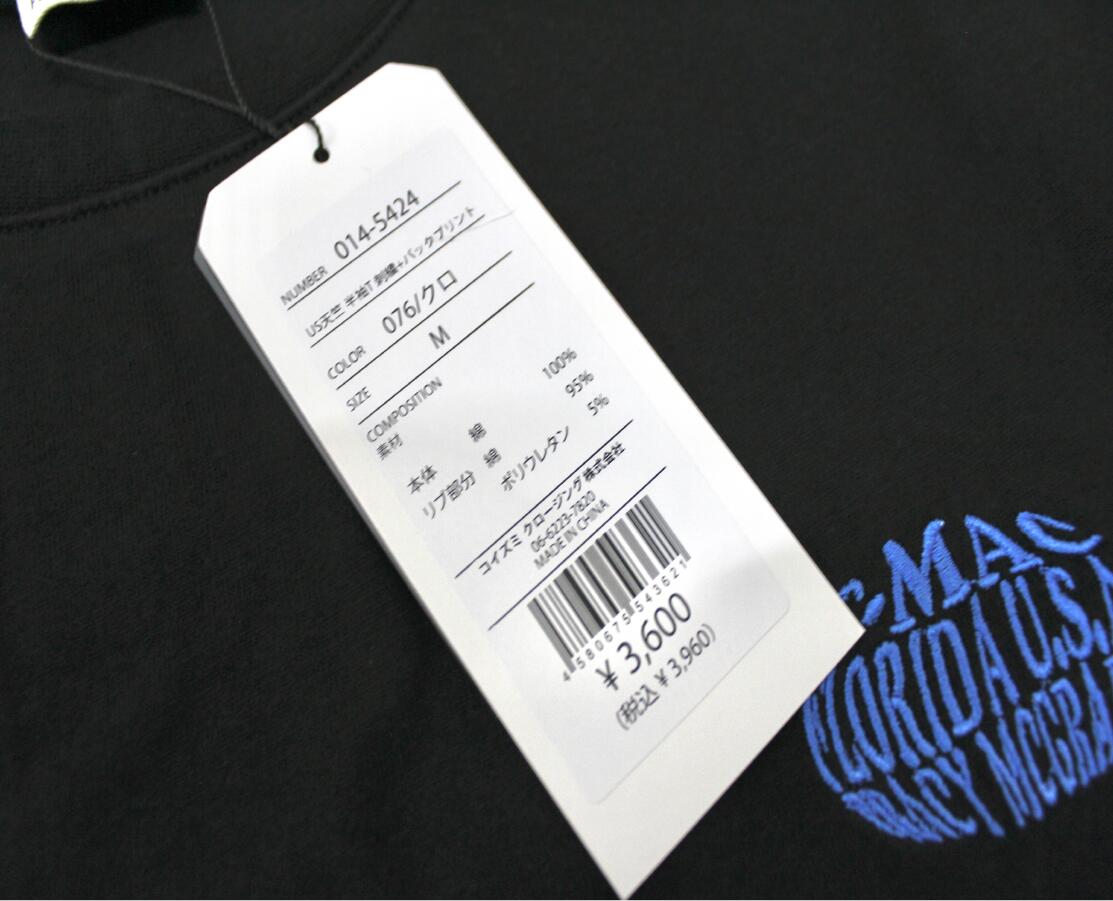 NUMBER 014-5424
US天竺 半袖T 刺繍+バックプリント
COLOR 076/クロ
SIZE M
COMPOSITION
素材
本体 綿 100%
リブ部分 綿 95%
ポリウレタン 5%
コイズミ クロージング 株式会社
06-6223-7820
MADE IN CHINA
4 580675 543621
¥ 3,600
(税込 ¥ 3,960)
MAC
FLORIDA U.S.